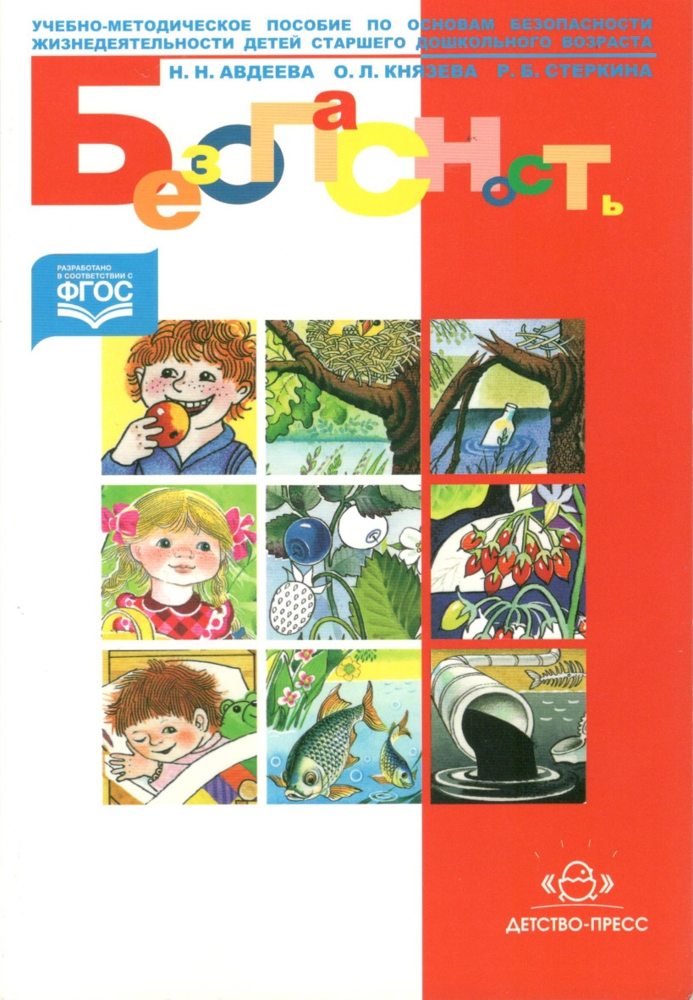 УЧЕБНО-МЕТОДИЧЕСКОЕ ПОСОБИЕ ПО ОСНОВАМ БЕЗОПАСНОСТИ
ЖИЗНЕДЕЯТЕЛЬНОСТИ ДЕТЕЙ СТАРШЕГО ДОШКОЛЬНОГО ВОЗРАСТА
Н. Н. АВДЕЕВА О. Л. КНЯЗЕВА Р. Б. СТЕРКИНА
Безопасность
РАЗРАБОТАНО
В СООТВЕТСТВИИ С
ФГОС
ДЕТСТВО-ПРЕСС